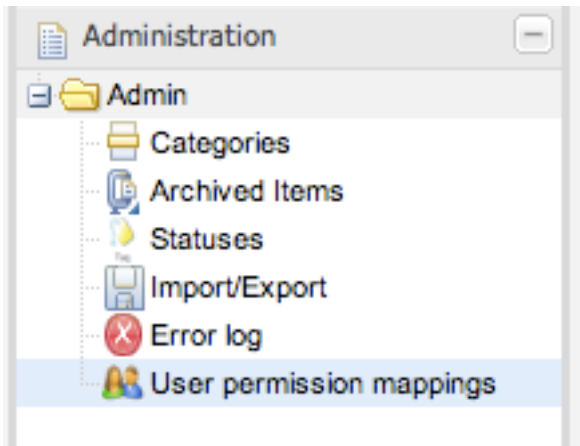 Administration
Admin
Categories
Archived Items
Statuses
Import/Export
Error log
User permission mappings